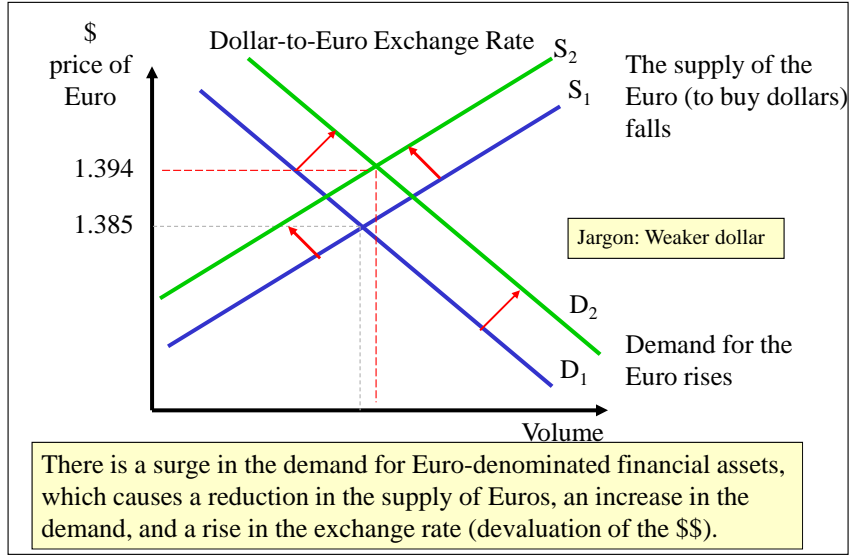 $
price of
Euro
Dollar-to-Euro Exchange Rate
S2
S1
The supply of the
Euro (to buy dollars)
falls
1.394
1.385
Jargon: Weaker dollar
D2
D1
Demand for the
Euro rises
Volume
There is a surge in the demand for Euro-denominated financial assets,
which causes a reduction in the supply of Euros, an increase in the
demand, and a rise in the exchange rate (devaluation of the $$).